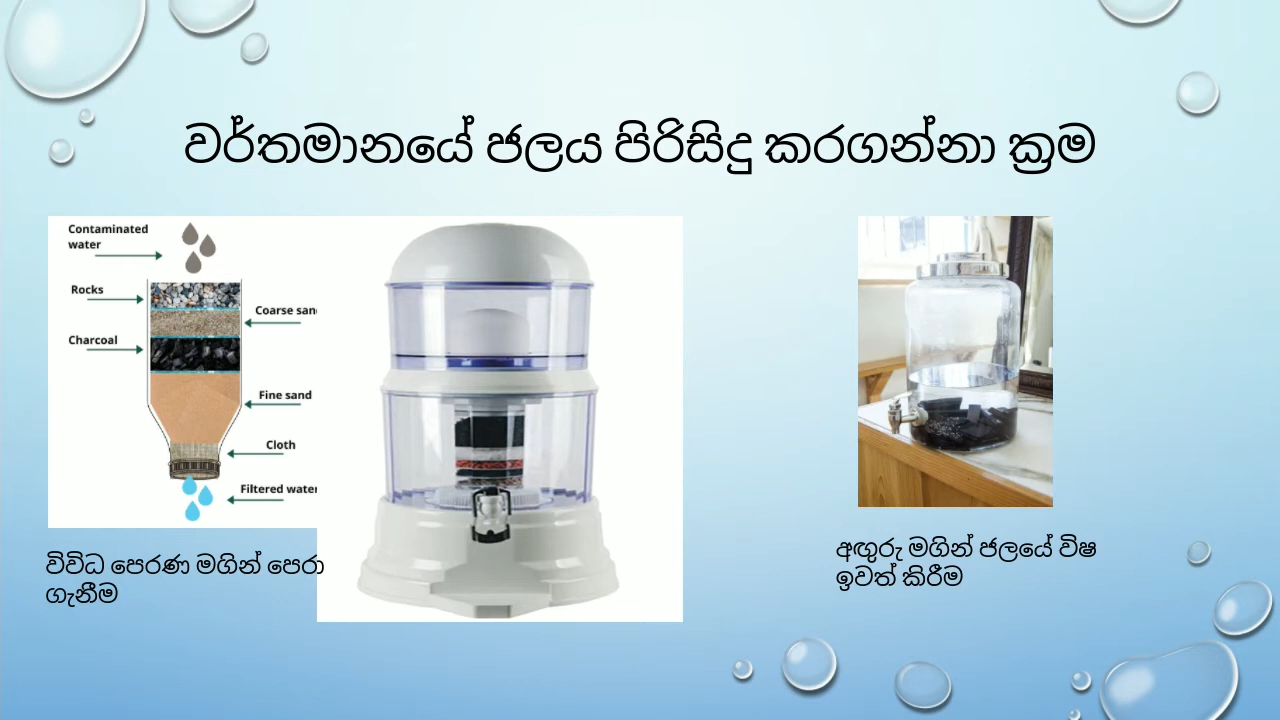 වර්තමානයේ ජලය පිරිසිදු කරගන්නා ක්‍රම
Contaminated
water
Rocks
Coarse san
Charcoal
Fine sand
Cloth
Filtered water
විවිධ පෙරණ මගින් පෙරා
ගැනීම
අඟුරු මගින් ජලයේ විෂ
ඉවත් කිරීම